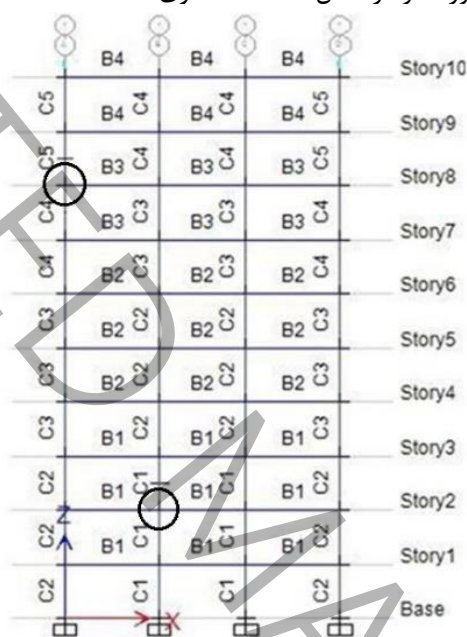 B4 B4 B4 Story10
C5 B4 C4 B4 C4 B4 C5 Story9
C5 B3 C4 B3 C4 B3 C5 Story8
C4 B3 C3 B3 C3 B3 C4 Story7
C4 B2 C3 B2 C3 B2 C4 Story6
C3 B2 C2 B2 C2 B2 C3 Story5
C3 B2 C2 B2 C2 B2 C3 Story4
C3 B1 C2 B1 C2 B1 C3 Story3
C2 B1 C1 B1 C1 B1 C2 Story2
Z
C2 B1 C1 B1 C1 B1 C2 Story1
C2 C1 C1 C2 Base
X